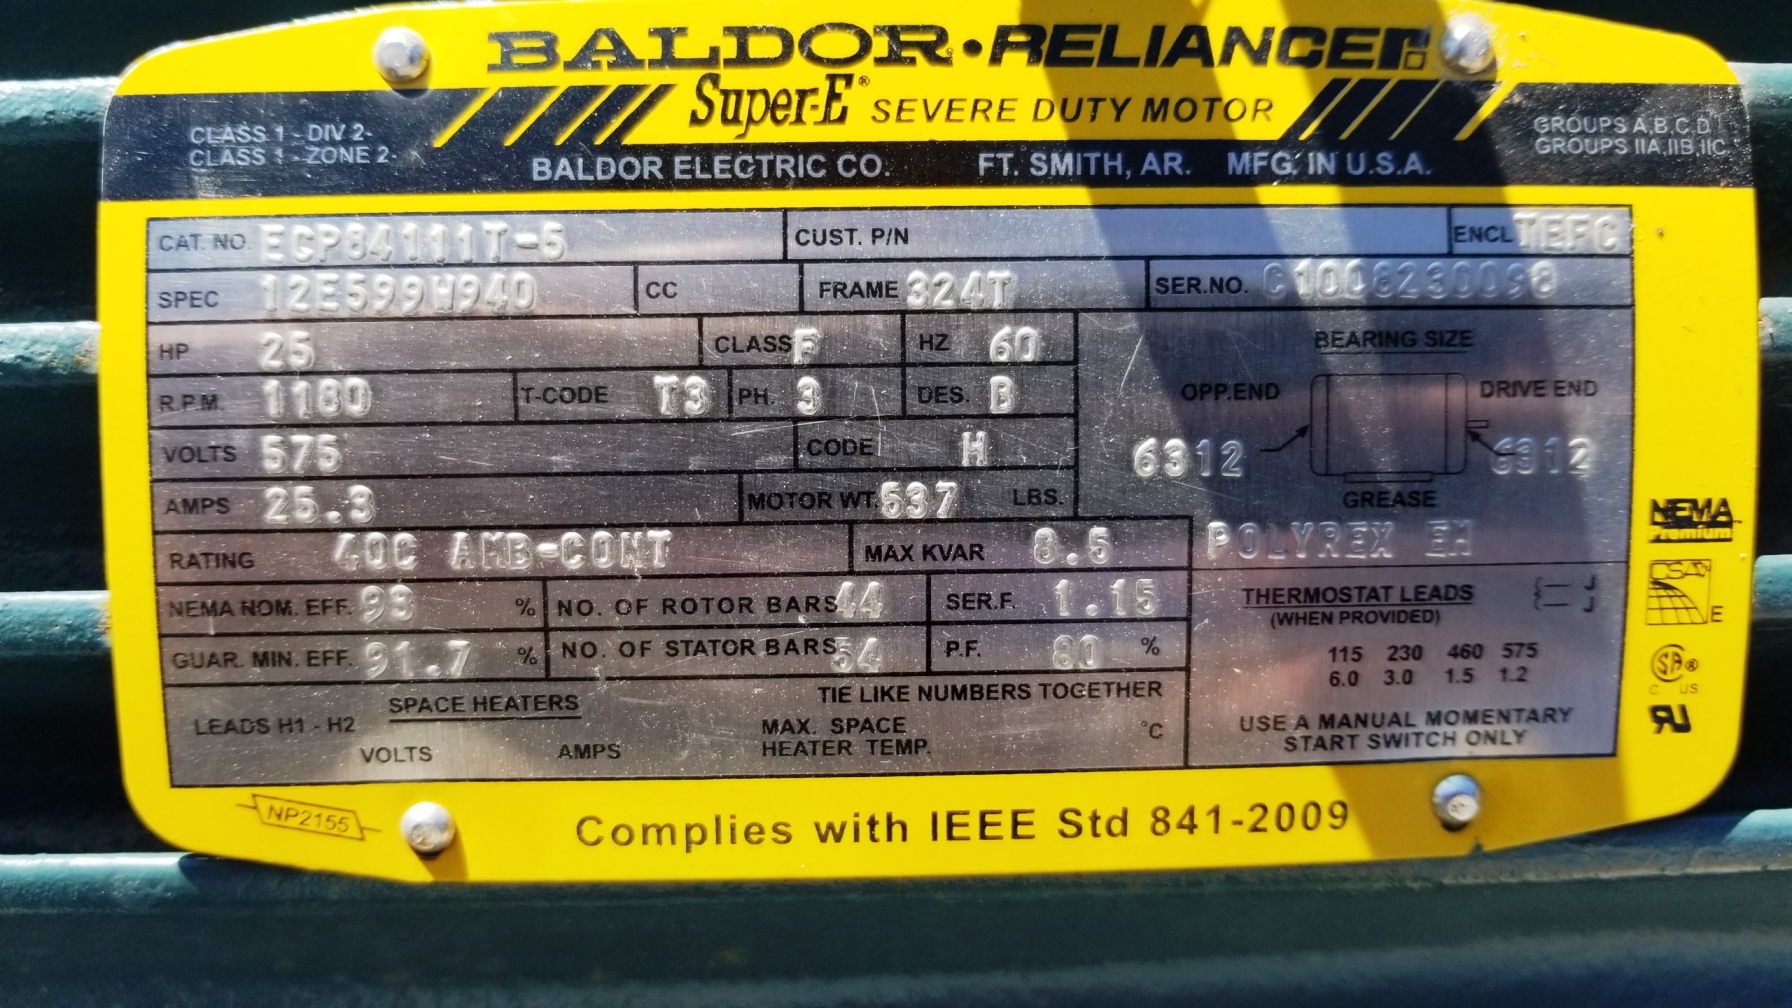 BALDOR • RELIANCER
Super-E® SEVERE DUTY MOTOR
CLASS 1 - DIV 2-
CLASS 1 - ZONE 2-
GROUPS A,B,C,D
GROUPS IIA,IIB,IIC
BALDOR ELECTRIC CO. FT. SMITH, AR. MFG. IN U.S.A.
CAT. NO. ECP84111T-5 CUST. P/N ENCL TEFC
SPEC 12E599W940 CC FRAME 324T SER.NO. C1008230098
HP 25 CLASS F HZ 60
R.P.M. 1180 T-CODE T3 PH. 3 DES. B
VOLTS 575 CODE H
AMPS 25.3 MOTOR WT. 537 LBS.
RATING 40C AMB-CONT MAX KVAR 8.5
NEMA NOM. EFF. 93 % NO. OF ROTOR BARS 44 SER.F. 1.15
GUAR. MIN. EFF. 91.7 % NO. OF STATOR BARS 54 P.F. 80 %
BEARING SIZE
OPP.END DRIVE END
6312 6312
GREASE
POLYREX EM
THERMOSTAT LEADS J
(WHEN PROVIDED) J
115 230 460 575
6.0 3.0 1.5 1.2
USE A MANUAL MOMENTARY
START SWITCH ONLY
SPACE HEATERS TIE LIKE NUMBERS TOGETHER
LEADS H1 - H2 MAX. SPACE °C
VOLTS AMPS HEATER TEMP.
NEMA
Premium
CSA
E
SA®
C US
NP2155
Complies with IEEE Std 841-2009